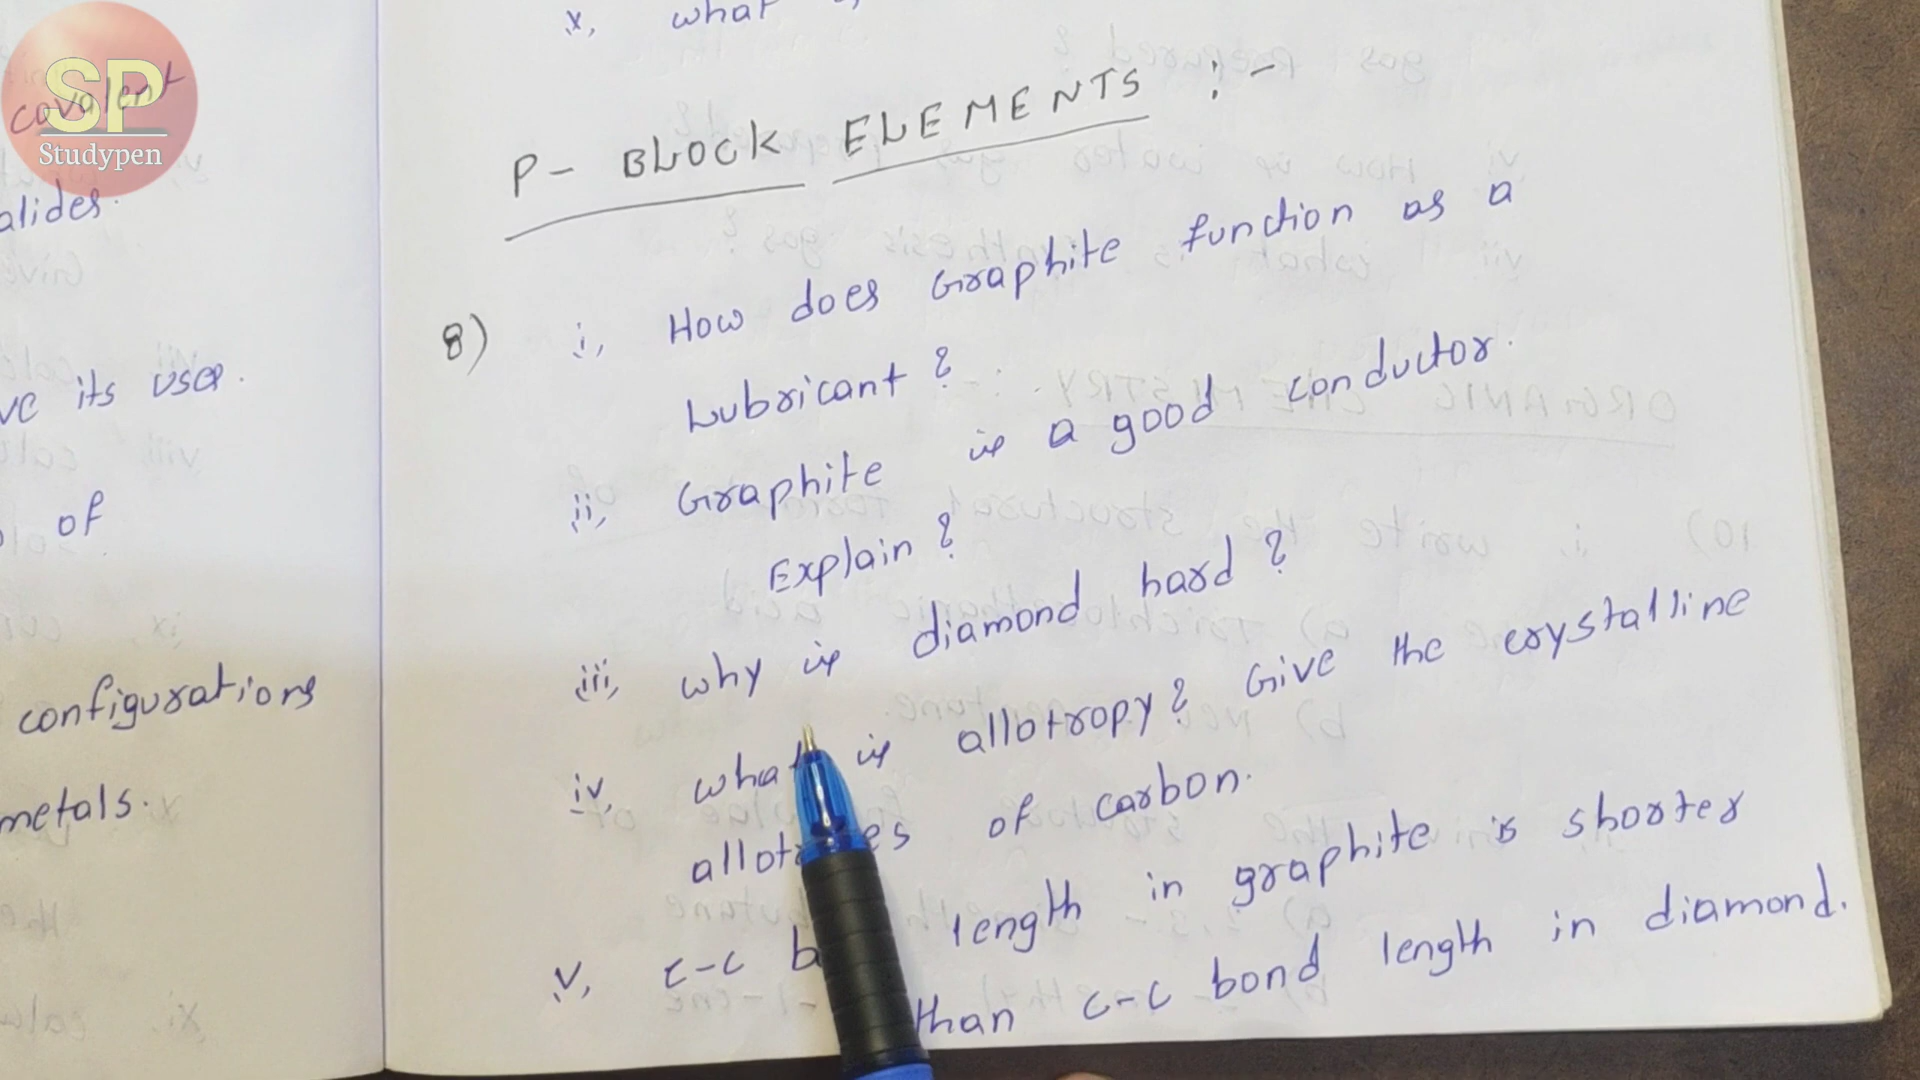 x, what
SP
Studypen
covalent
alides.
its use.
of
configurations
metals.
P- BLOCK ELEMENTS :-
8) i, How does Graphite function as a
Lubricant?
ii, Graphite is a good conductor.
Explain?
iii, why is diamond hard?
iv, what is allotropy? Give the crystalline
of carbon.
v, c-c length in graphite is shorter
than c-c bond length in diamond.